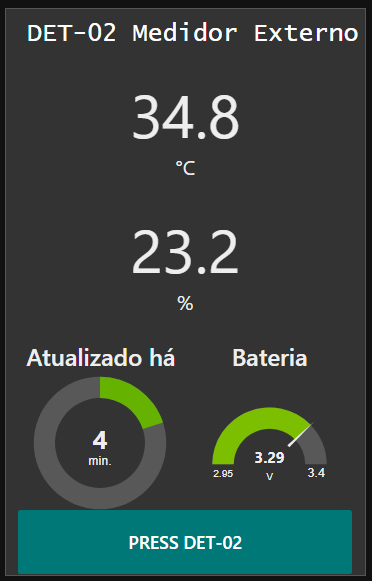 DET-02 Medidor Externo
34.8
°C
23.2
%
Atualizado há
4
min.
Bateria
3.29
V
2.95
3.4
PRESS DET-02